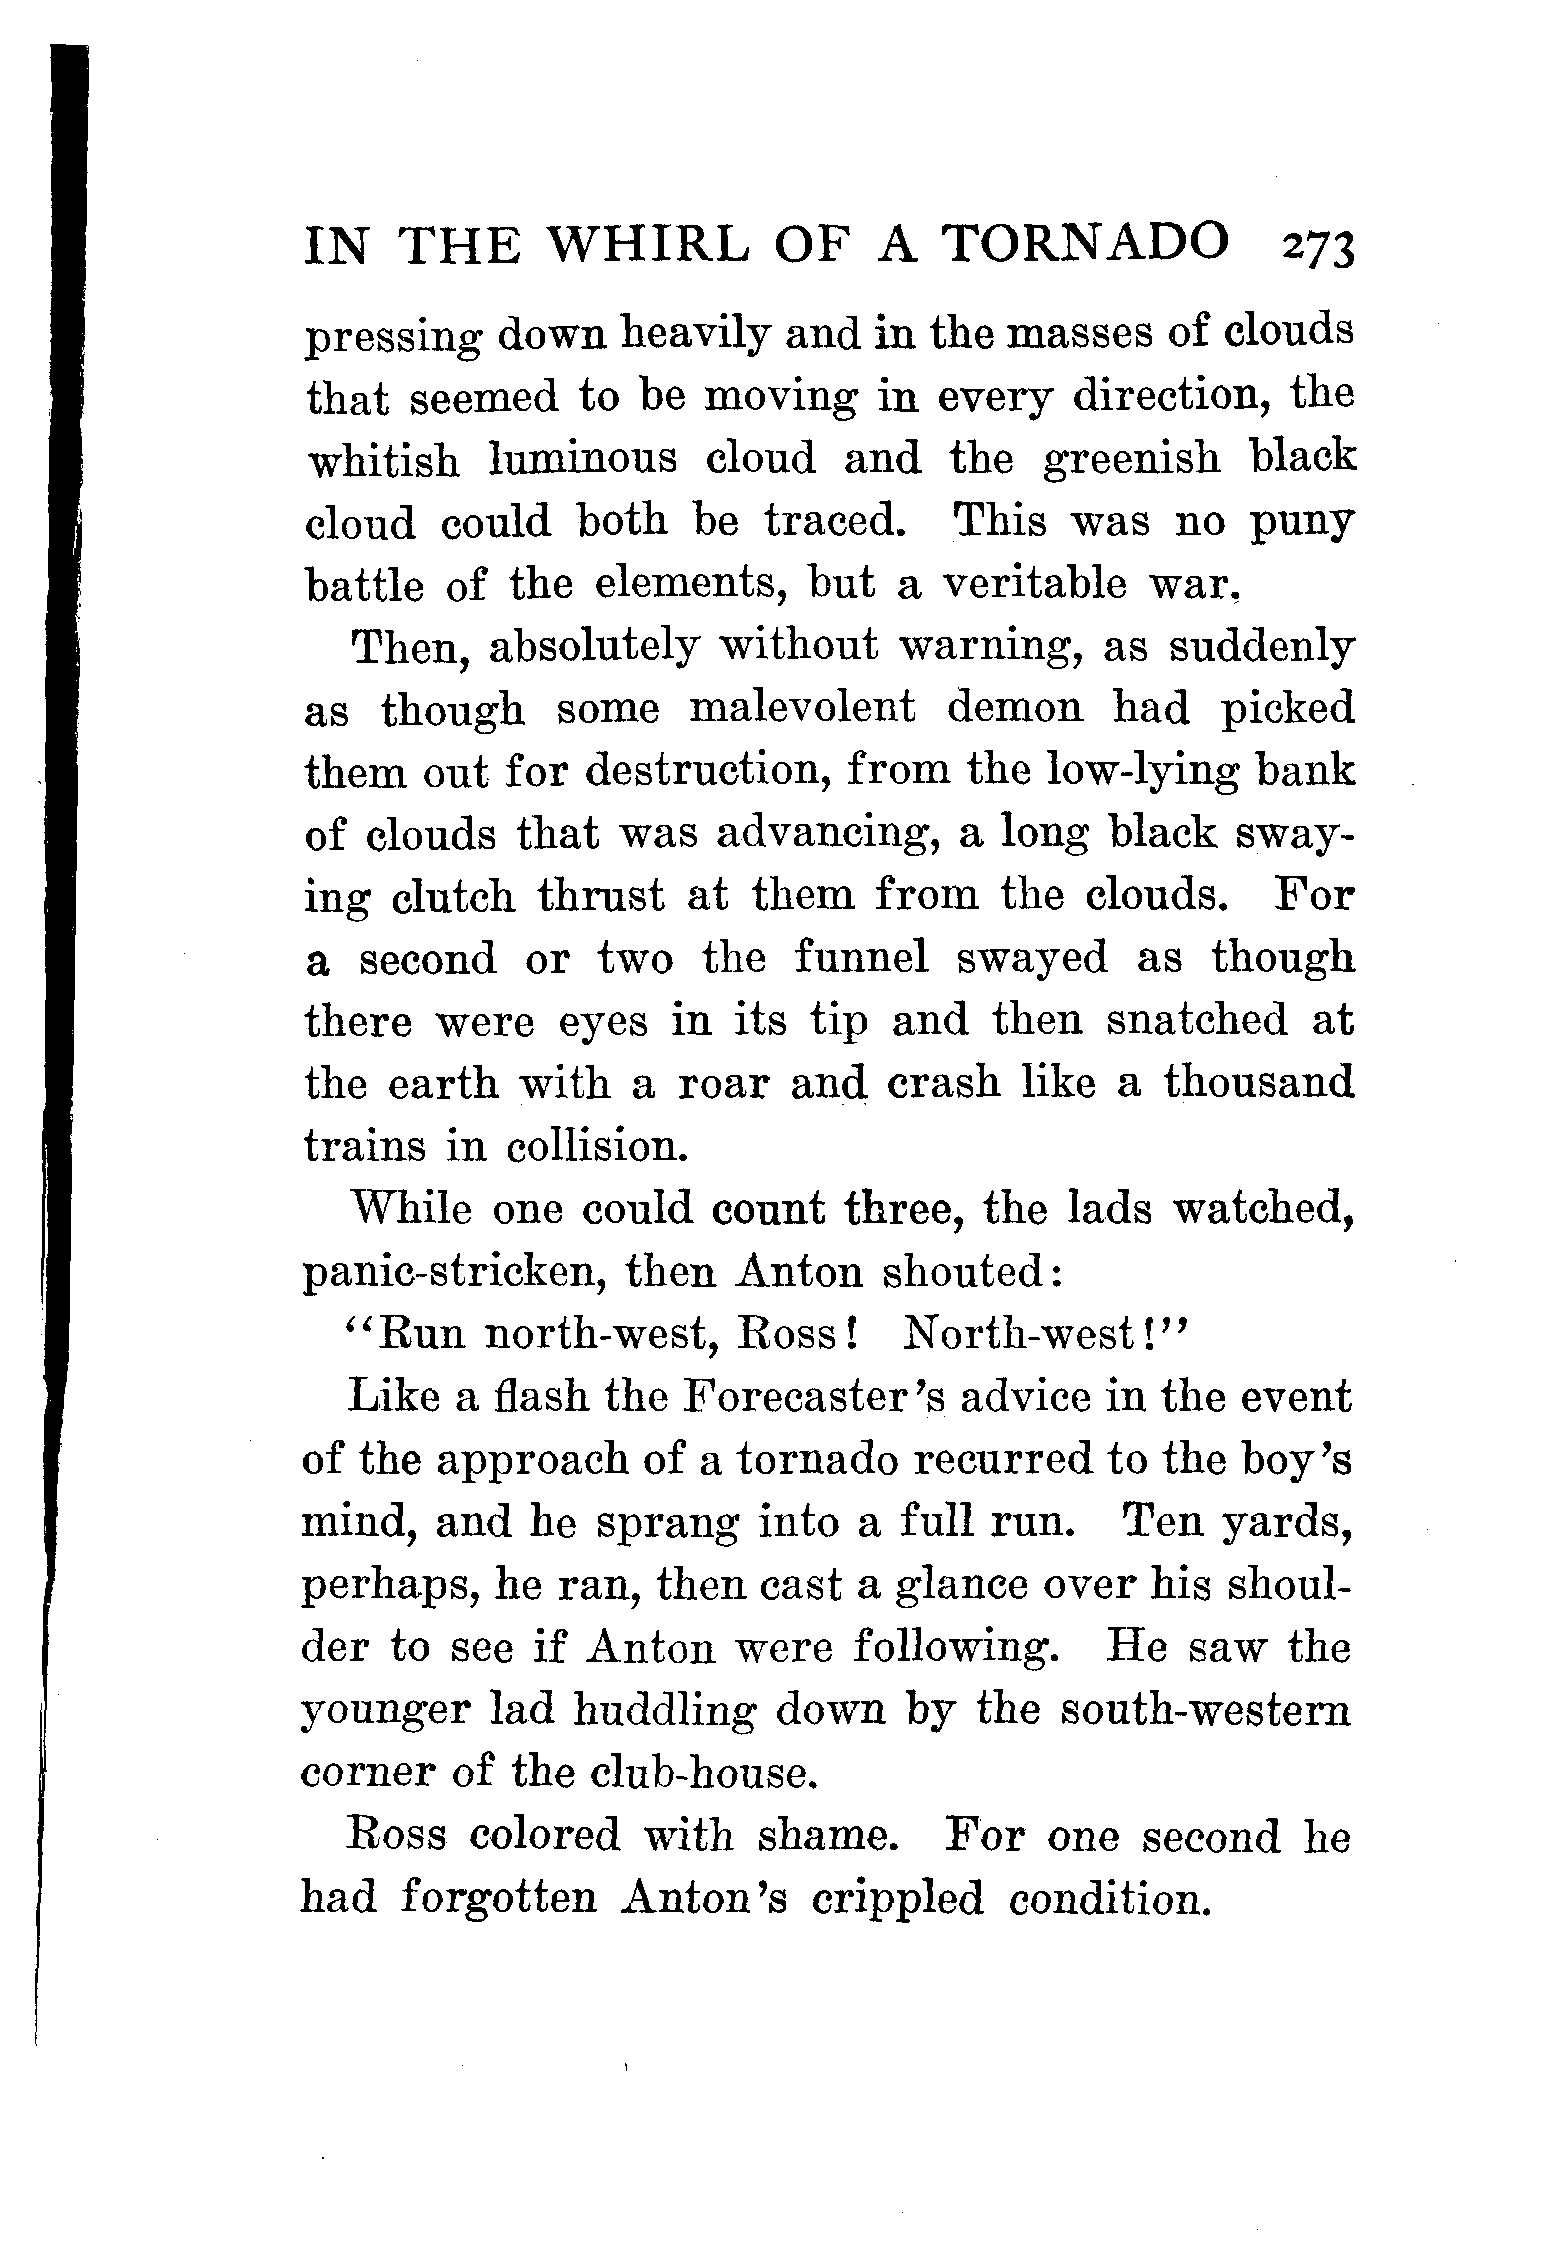 IN THE WHIRL OF A TORNADO 273
pressing down heavily and in the masses of clouds
that seemed to be moving in every direction, the
whitish luminous cloud and the greenish black
cloud could both be traced. This was no puny
battle of the elements, but a veritable war.
Then, absolutely without warning, as suddenly
as though some malevolent demon had picked
them out for destruction, from the low-lying bank
of clouds that was advancing, a long black sway-
ing clutch thrust at them from the clouds. For
a second or two the funnel swayed as though
there were eyes in its tip and then snatched at
the earth with a roar and crash like a thousand
trains in collision.
While one could count three, the lads watched,
panic-stricken, then Anton shouted:
"Run north-west, Ross! North-west!"
Like a flash the Forecaster's advice in the event
of the approach of a tornado recurred to the boy's
mind, and he sprang into a full run. Ten yards,
perhaps, he ran, then cast a glance over his shoul-
der to see if Anton were following. He saw the
younger lad huddling down by the south-western
corner of the club-house.
Ross colored with shame. For one second he
had forgotten Anton's crippled condition.